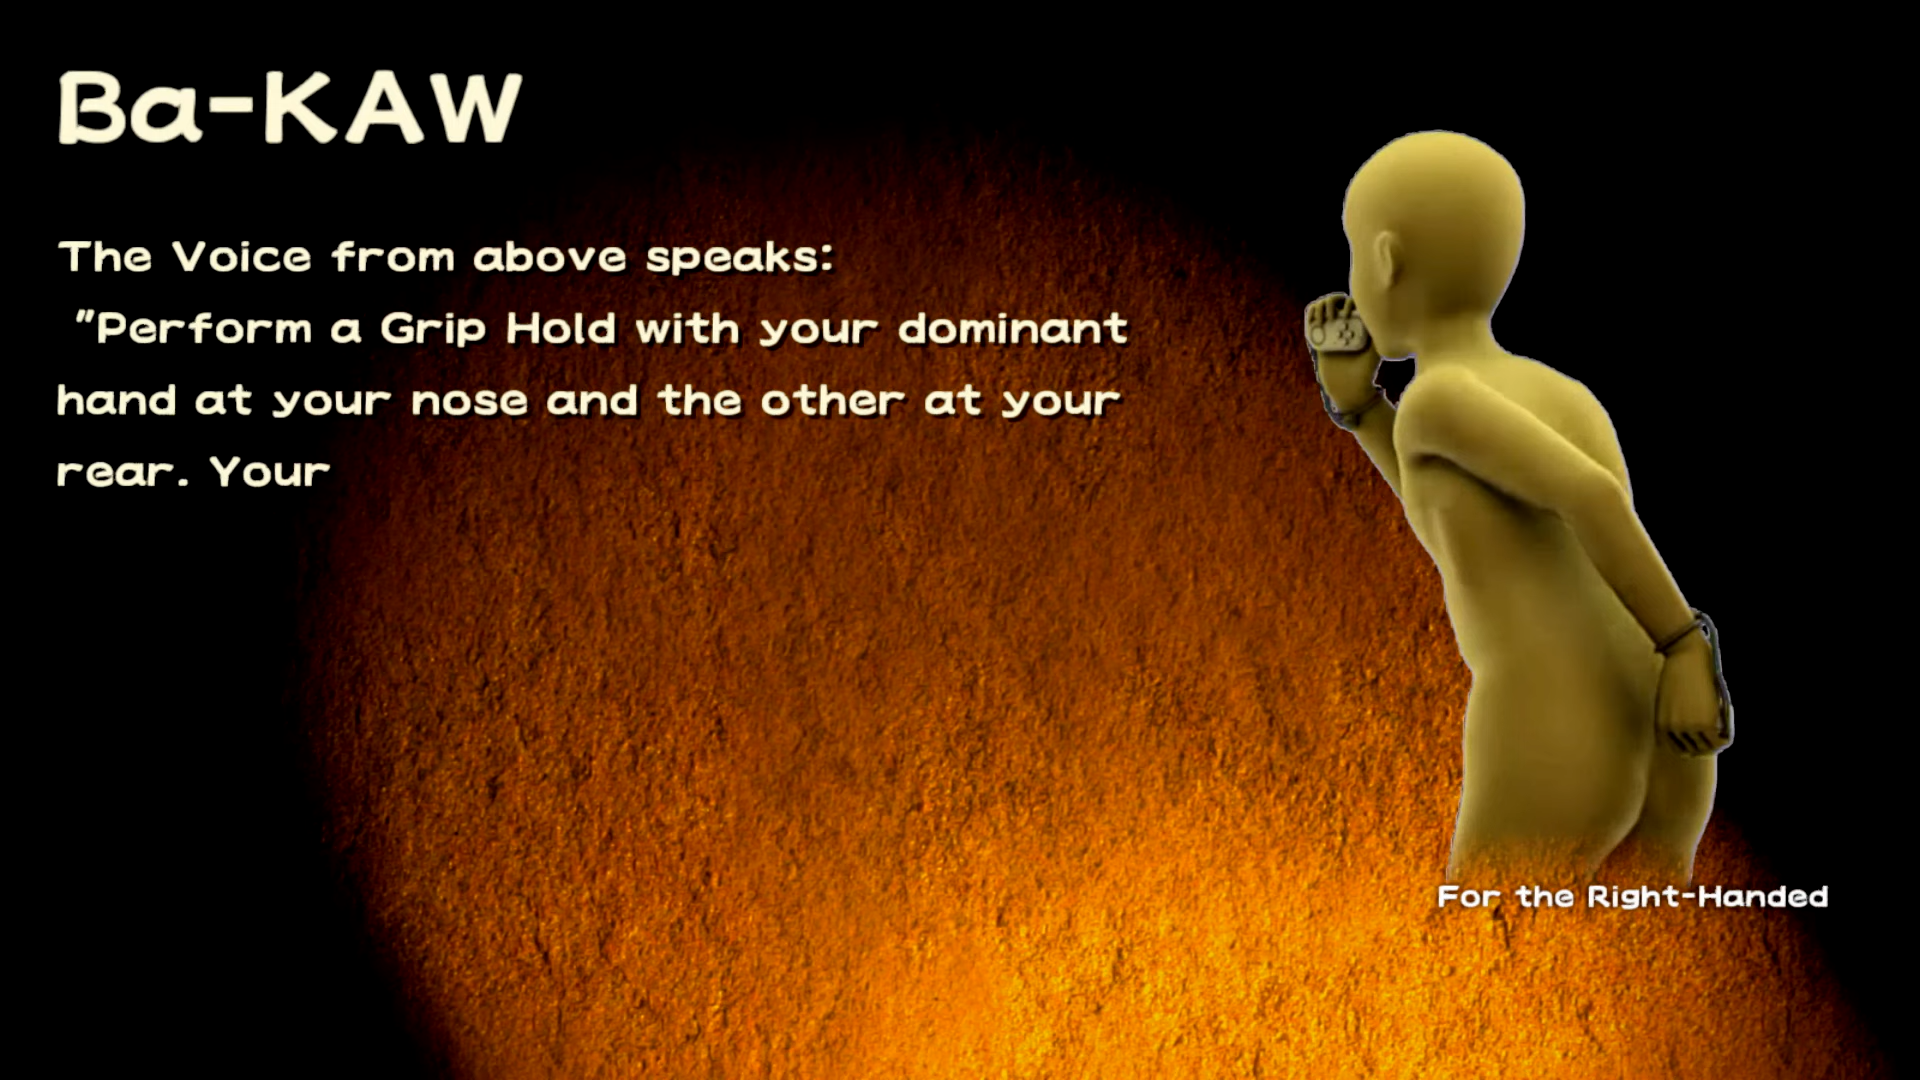 Ba-KAW
The Voice from above speaks:
"Perform a Grip Hold with your dominant
hand at your nose and the other at your
rear. Your
For the Right-Handed